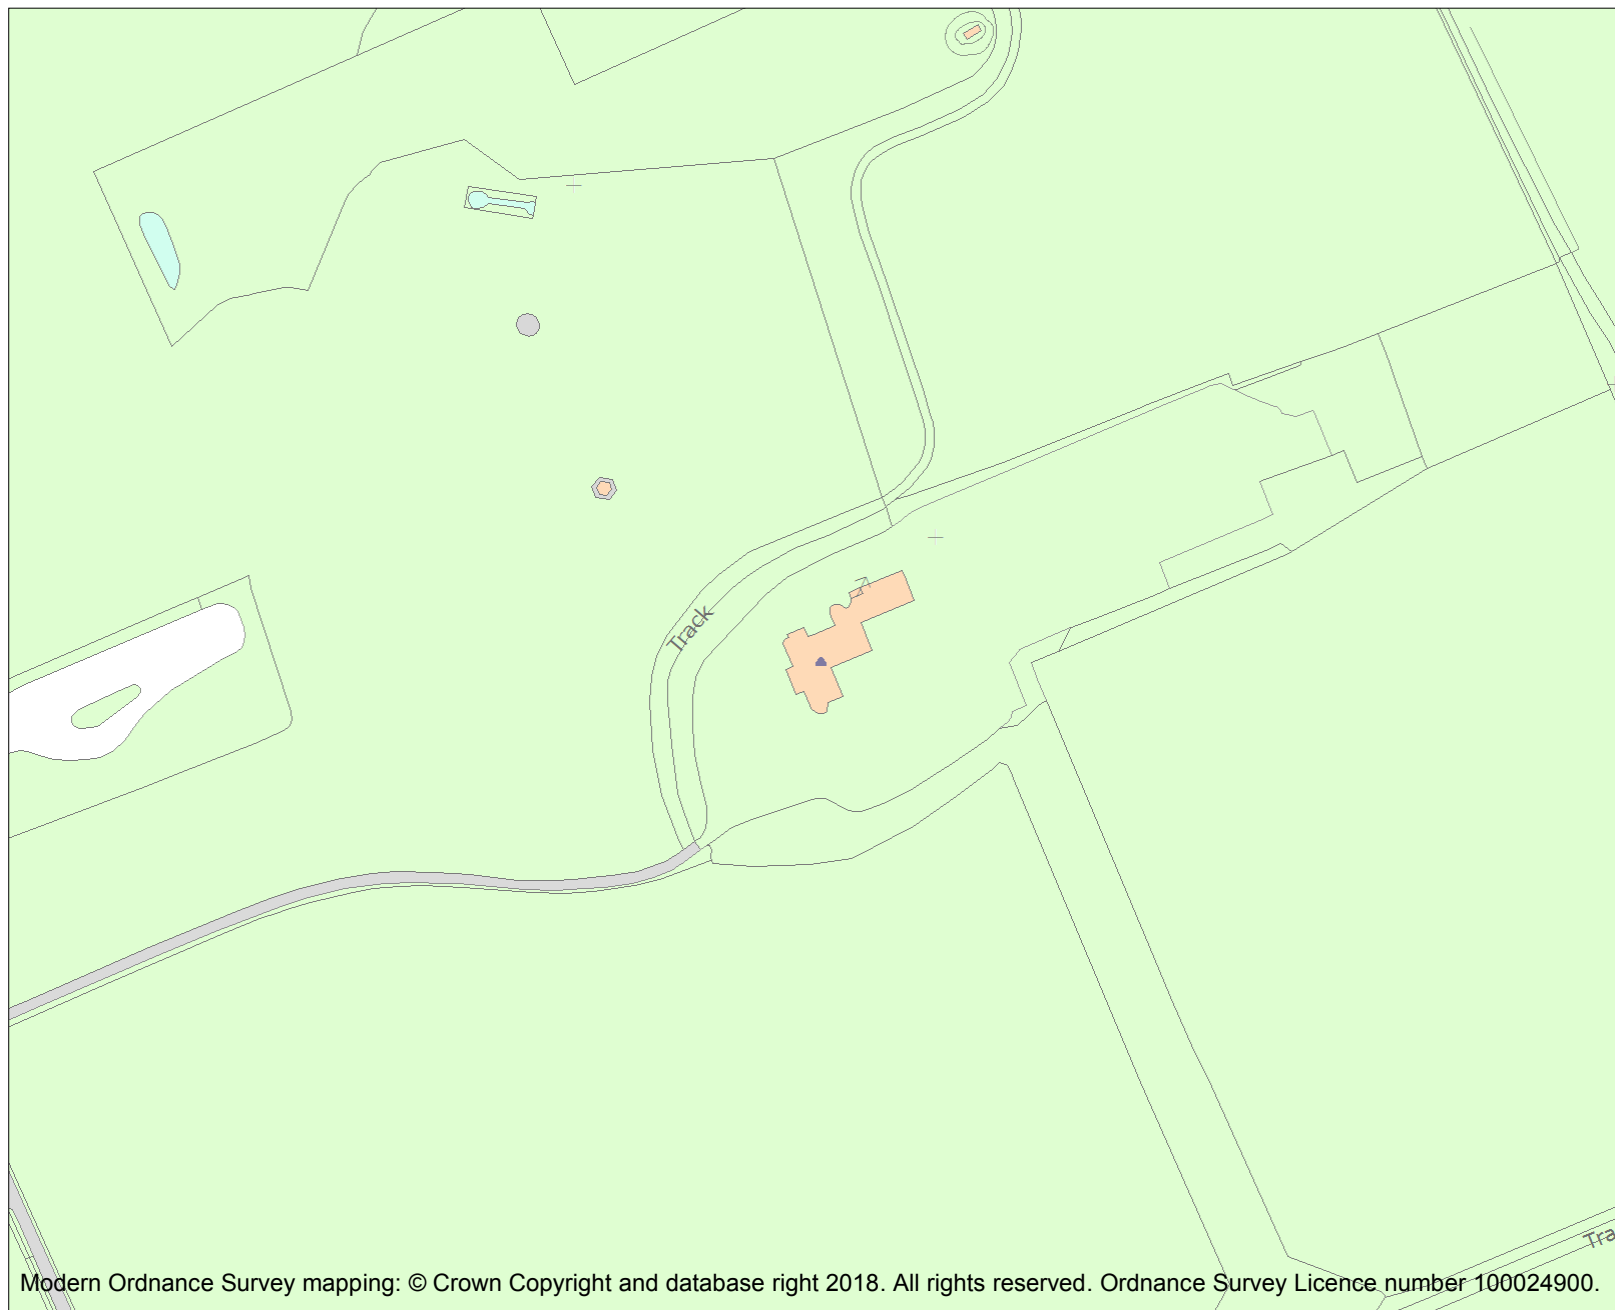 Track
Tra
Modern Ordnance Survey mapping: © Crown Copyright and database right 2018. All rights reserved. Ordnance Survey Licence number 100024900.